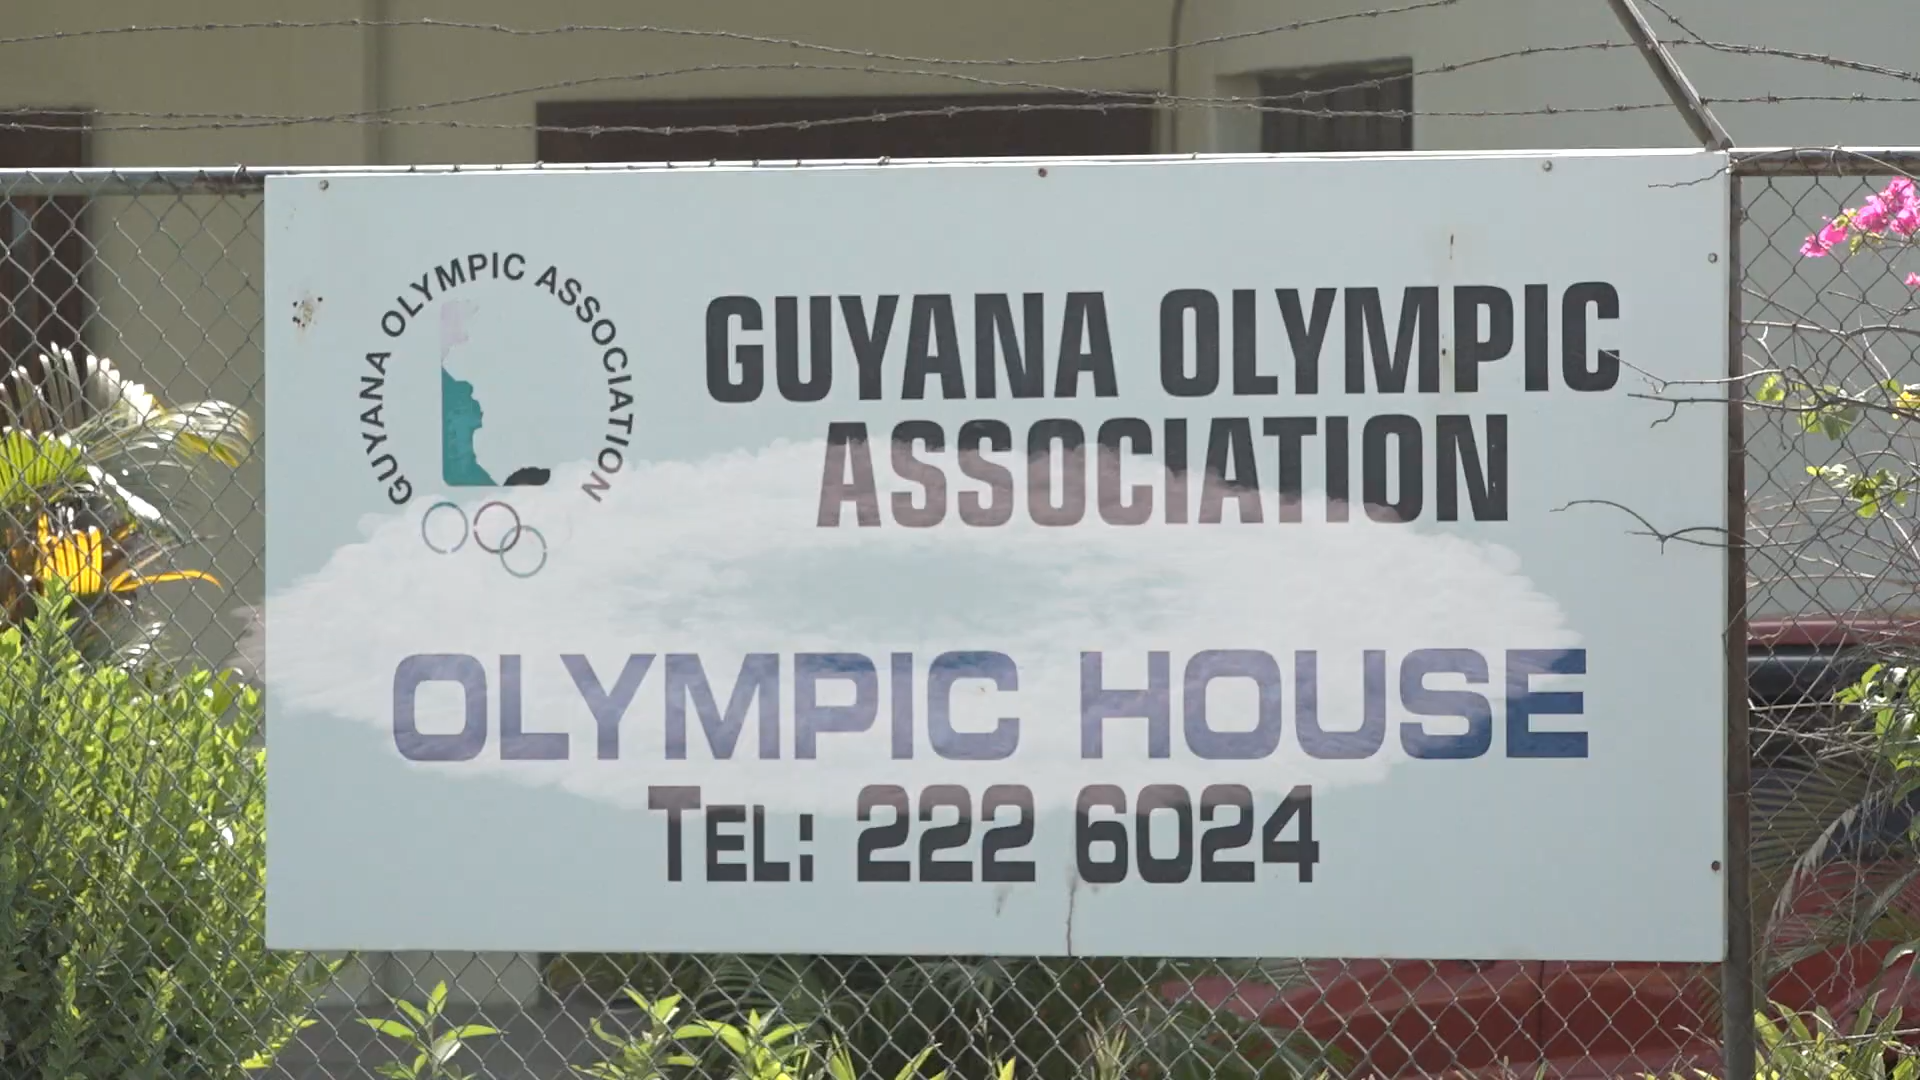 GUYANA OLYMPIC ASSOCIATION
GUYANA OLYMPIC
ASSOCIATION
OLYMPIC HOUSE
TEL: 222 6024